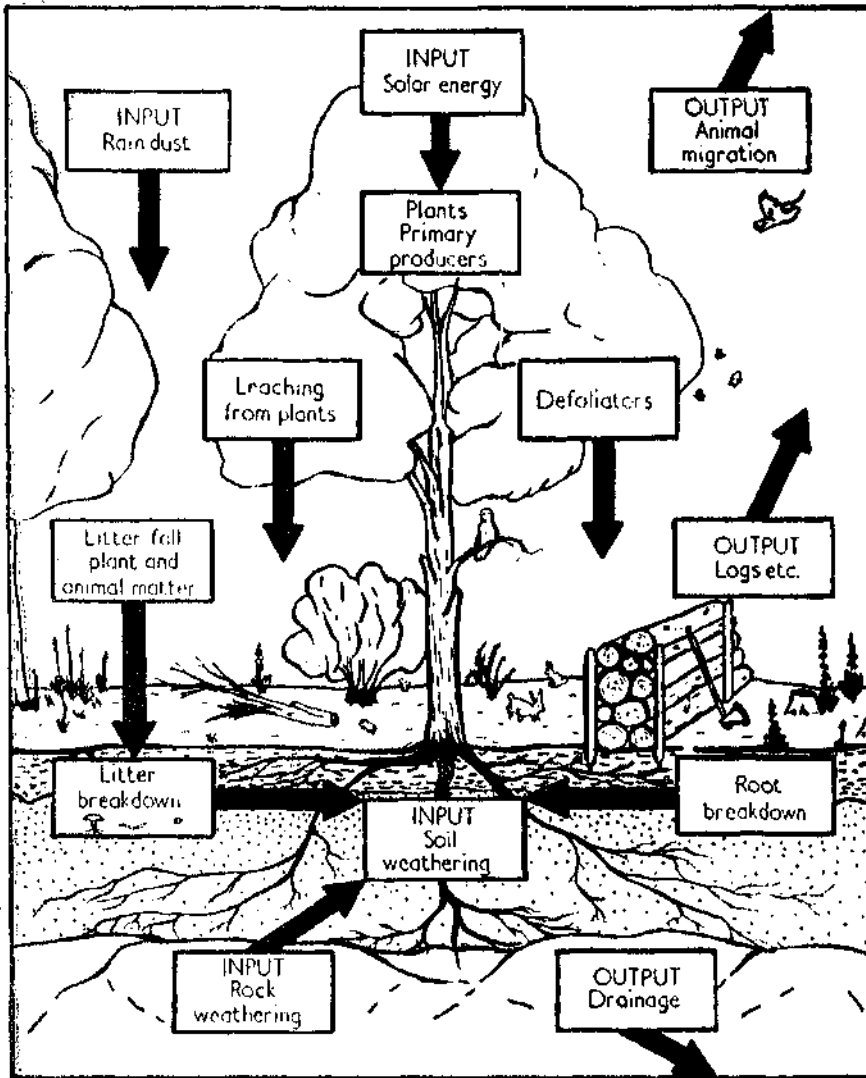 INPUT
Solar energy
INPUT
Rain dust
OUTPUT
Animal
migration
Plants
Primary
producers
Leaching
from plants
Defoliators
Litter fall
plant and
animal matter
OUTPUT
Logs etc.
Litter
breakdown
INPUT
Soil
weathering
Root
breakdown
INPUT
Rock
weathering
OUTPUT
Drainage